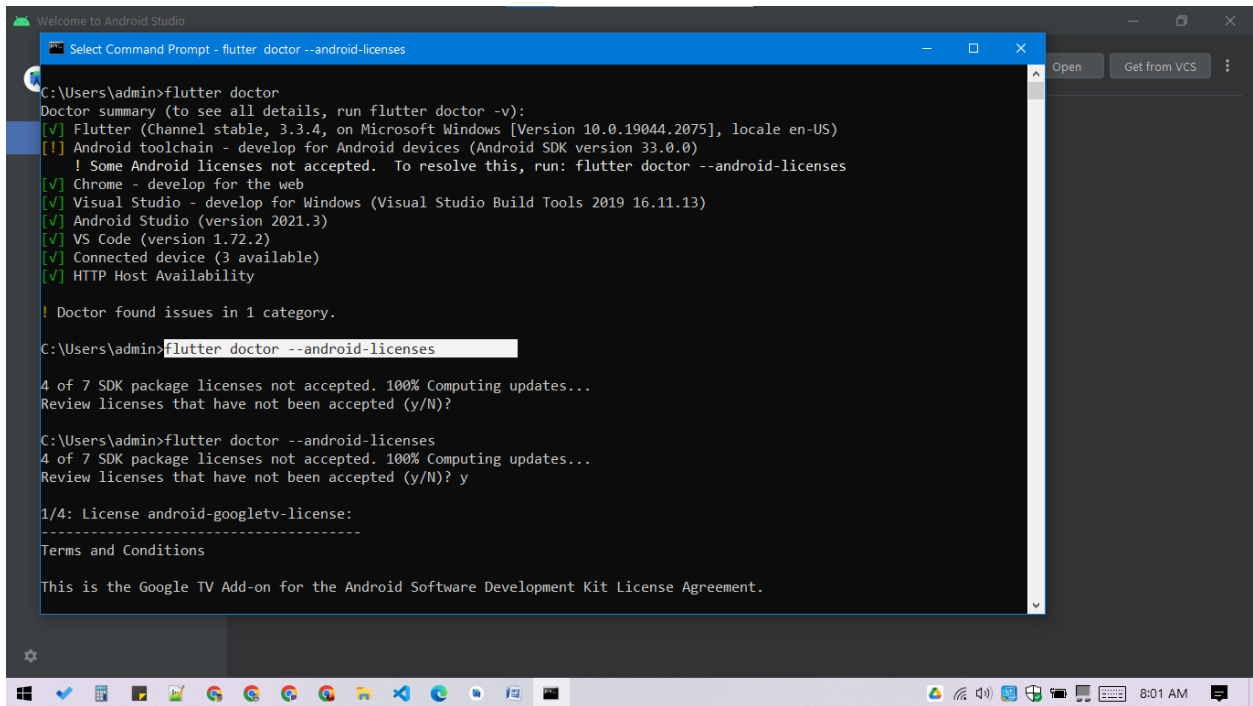 Welcome to Android Studio
Select Command Prompt - flutter doctor --android-licenses
Open
Get from VCS
C:\Users\admin>flutter doctor
Doctor summary (to see all details, run flutter doctor -v):
[√] Flutter (Channel stable, 3.3.4, on Microsoft Windows [Version 10.0.19044.2075], locale en-US)
[!] Android toolchain - develop for Android devices (Android SDK version 33.0.0)
! Some Android licenses not accepted.  To resolve this, run: flutter doctor --android-licenses
[√] Chrome - develop for the web
[√] Visual Studio - develop for Windows (Visual Studio Build Tools 2019 16.11.13)
[√] Android Studio (version 2021.3)
[√] VS Code (version 1.72.2)
[√] Connected device (3 available)
[√] HTTP Host Availability
! Doctor found issues in 1 category.
C:\Users\admin>flutter doctor --android-licenses
4 of 7 SDK package licenses not accepted. 100% Computing updates...
Review licenses that have not been accepted (y/N)?
C:\Users\admin>flutter doctor --android-licenses
4 of 7 SDK package licenses not accepted. 100% Computing updates...
Review licenses that have not been accepted (y/N)? y
1/4: License android-googletv-license:
---------------------------------------
Terms and Conditions
This is the Google TV Add-on for the Android Software Development Kit License Agreement.
8:01 AM